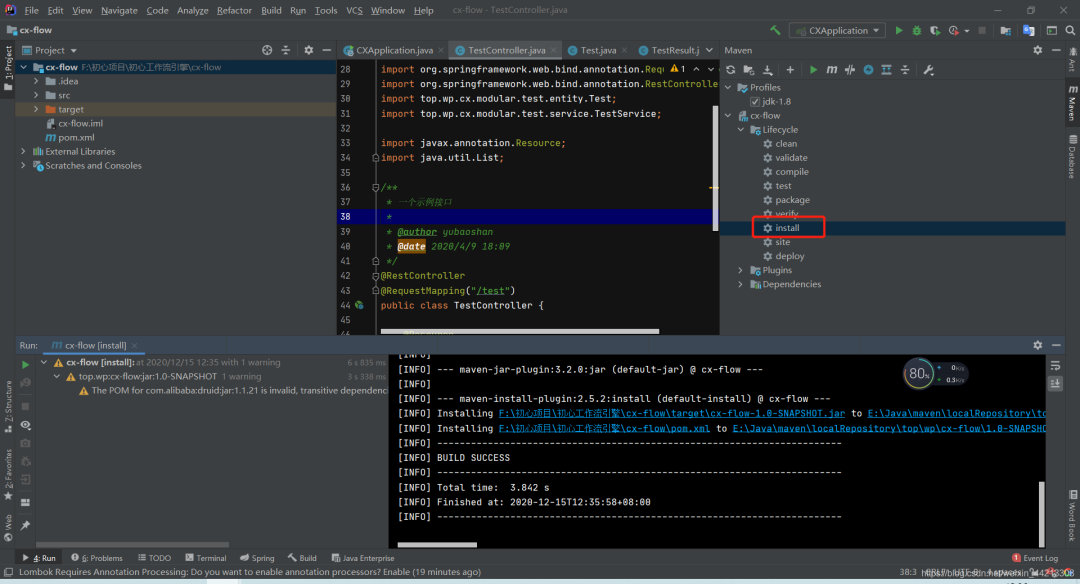 File Edit View Navigate Code Analyze Refactor Build Run Tools VCS Window Help cx-flow - TestController.java
cx-flow
CXApplication
Project
CXApplication.java
TestController.java
Test.java
TestResult.j
Maven
1: Project
cx-flow F:\初心项目\初心工作流引擎\cx-flow
.idea
src
target
cx-flow.iml
pom.xml
External Libraries
Scratches and Consoles
28 import org.springframework.web.bind.annotation.Req
1
29 import org.springframework.web.bind.annotation.RestControlle
30 import top.wp.cx.modular.test.entity.Test;
31 import top.wp.cx.modular.test.service.TestService;
32
33 import javax.annotation.Resource;
34 import java.util.List;
35
36 /**
37 * 一个示例接口
38 *
39 * @author yubaoshan
40 * @date 2020/4/9 18:09
41 */
42 @RestController
43 @RequestMapping("/test")
44 public class TestController {
45
46
Profiles
jdk-1.8
cx-flow
Lifecycle
clean
validate
compile
test
package
verify
install
site
deploy
Plugins
Dependencies
Ant
Maven
Database
Word Book
Run: cx-flow [install]
cx-flow [install]: at 2020/12/15 12:35 with 1 warning 6 s 835 ms
top.wp:cx-flow:jar:1.0-SNAPSHOT 1 warning 3 s 338 ms
The POM for com.alibaba:druid:jar:1.1.21 is invalid, transitive dependenc
[INFO]
[INFO] --- maven-jar-plugin:3.2.0:jar (default-jar) @ cx-flow ---
[INFO]
[INFO] --- maven-install-plugin:2.5.2:install (default-install) @ cx-flow ---
[INFO] Installing F:\初心项目\初心工作流引擎\cx-flow\target\cx-flow-1.0-SNAPSHOT.jar to E:\Java\maven\localRepository\to
[INFO] Installing F:\初心项目\初心工作流引擎\cx-flow\pom.xml to E:\Java\maven\localRepository\top\wp\cx-flow\1.0-SNAPSHO
[INFO] ------------------------------------------------------------------------
[INFO] BUILD SUCCESS
[INFO] ------------------------------------------------------------------------
[INFO] Total time: 3.842 s
[INFO] Finished at: 2020-12-15T12:35:58+08:00
[INFO] ------------------------------------------------------------------------
80%
0K/s
0.3K/s
Z: Structure
2: Favorites
Web
4: Run
6: Problems
TODO
Terminal
Spring
Build
Java Enterprise
1 Event Log
Lombok Requires Annotation Processing: Do you want to enable annotation processors? Enable (19 minutes ago)
38:3